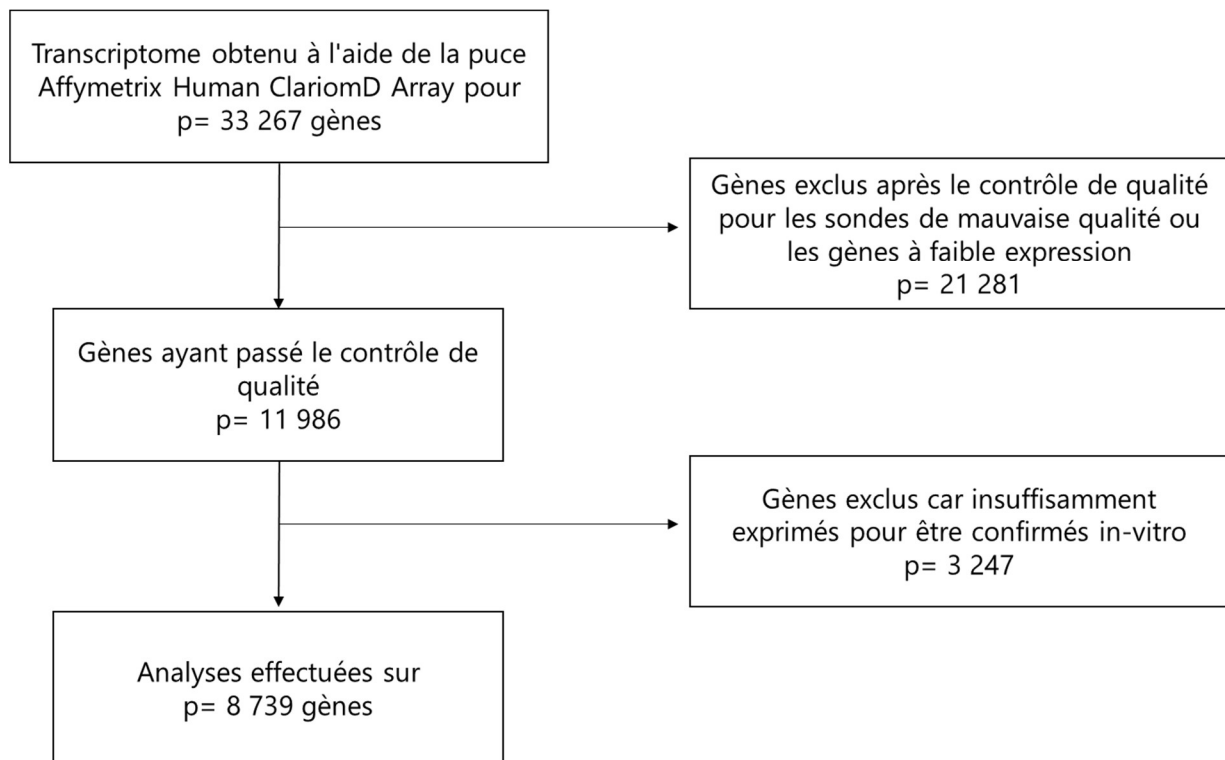 Transcriptome obtenu à l'aide de la puce
Affymetrix Human ClariomD Array pour
p= 33 267 gènes
Gènes exclus après le contrôle de qualité
pour les sondes de mauvaise qualité ou
les gènes à faible expression
p= 21 281
Gènes ayant passé le contrôle de
qualité
p= 11 986
Gènes exclus car insuffisamment
exprimés pour être confirmés in-vitro
p= 3 247
Analyses effectuées sur
p= 8 739 gènes